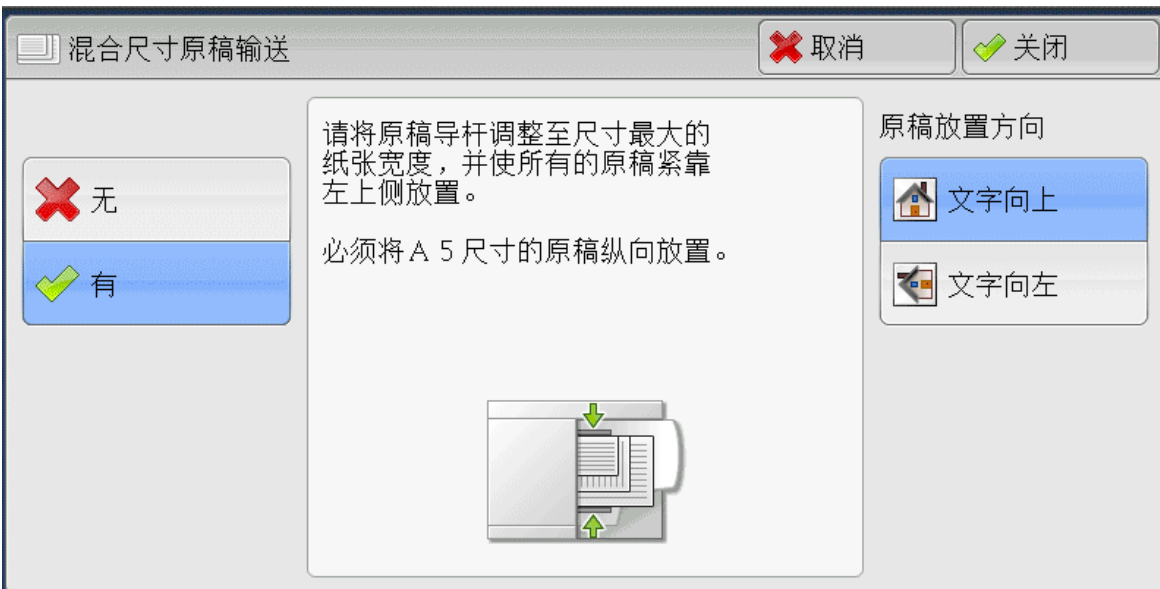 混合尺寸原稿输送
取消
关闭
无
有
请将原稿导杆调整至尺寸最大的
纸张宽度，并使所有的原稿紧靠
左上侧放置。
必须将A 5尺寸的原稿纵向放置。
原稿放置方向
文字向上
文字向左